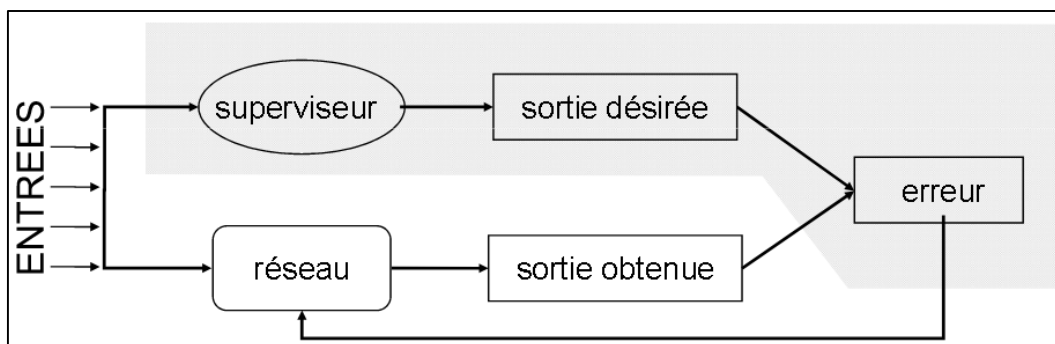 ENTREES
superviseur
sortie désirée
erreur
réseau
sortie obtenue